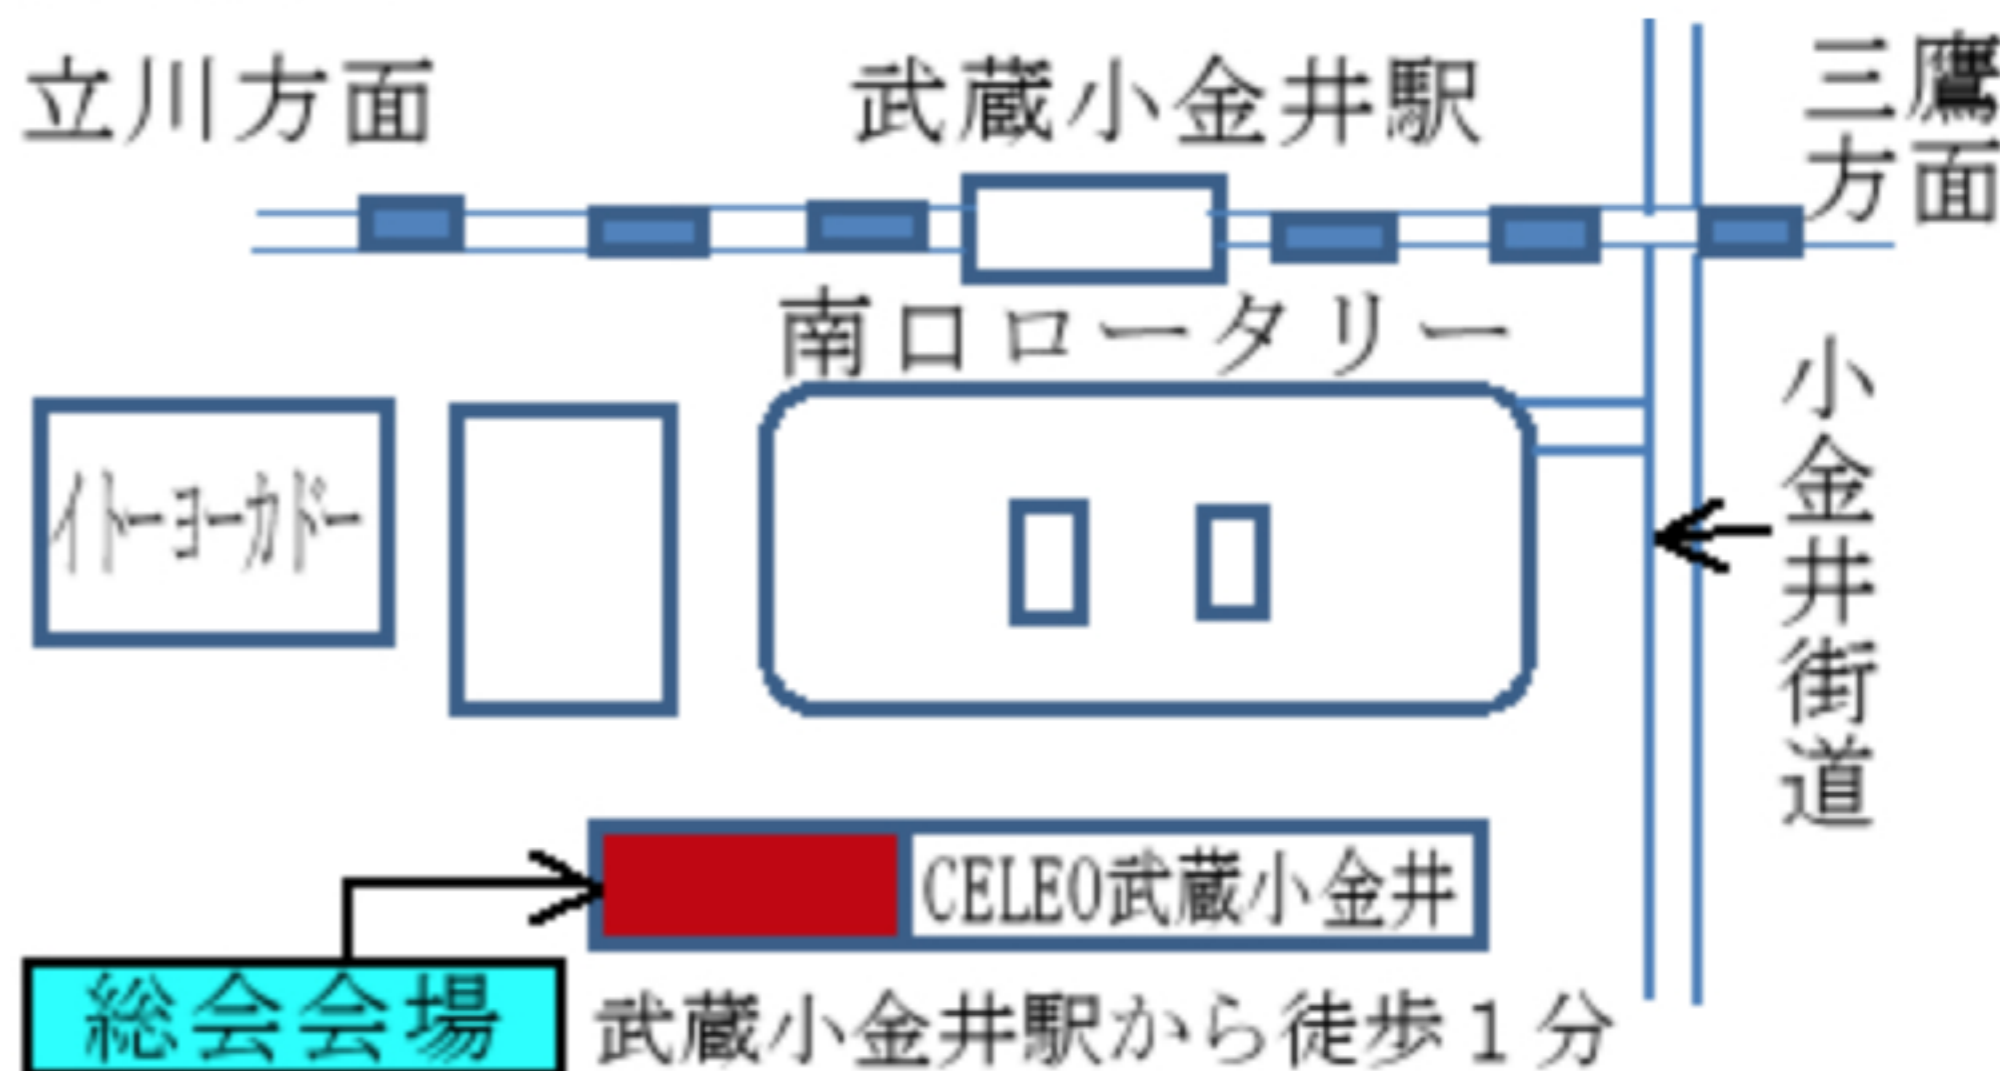 立川方面
武蔵小金井駅
三鷹
方面
南口ロータリー
小金井街道
ｲﾄｰﾖｰｶﾄﾞｰ
CELEO武蔵小金井
総会会場
武蔵小金井駅から徒歩１分